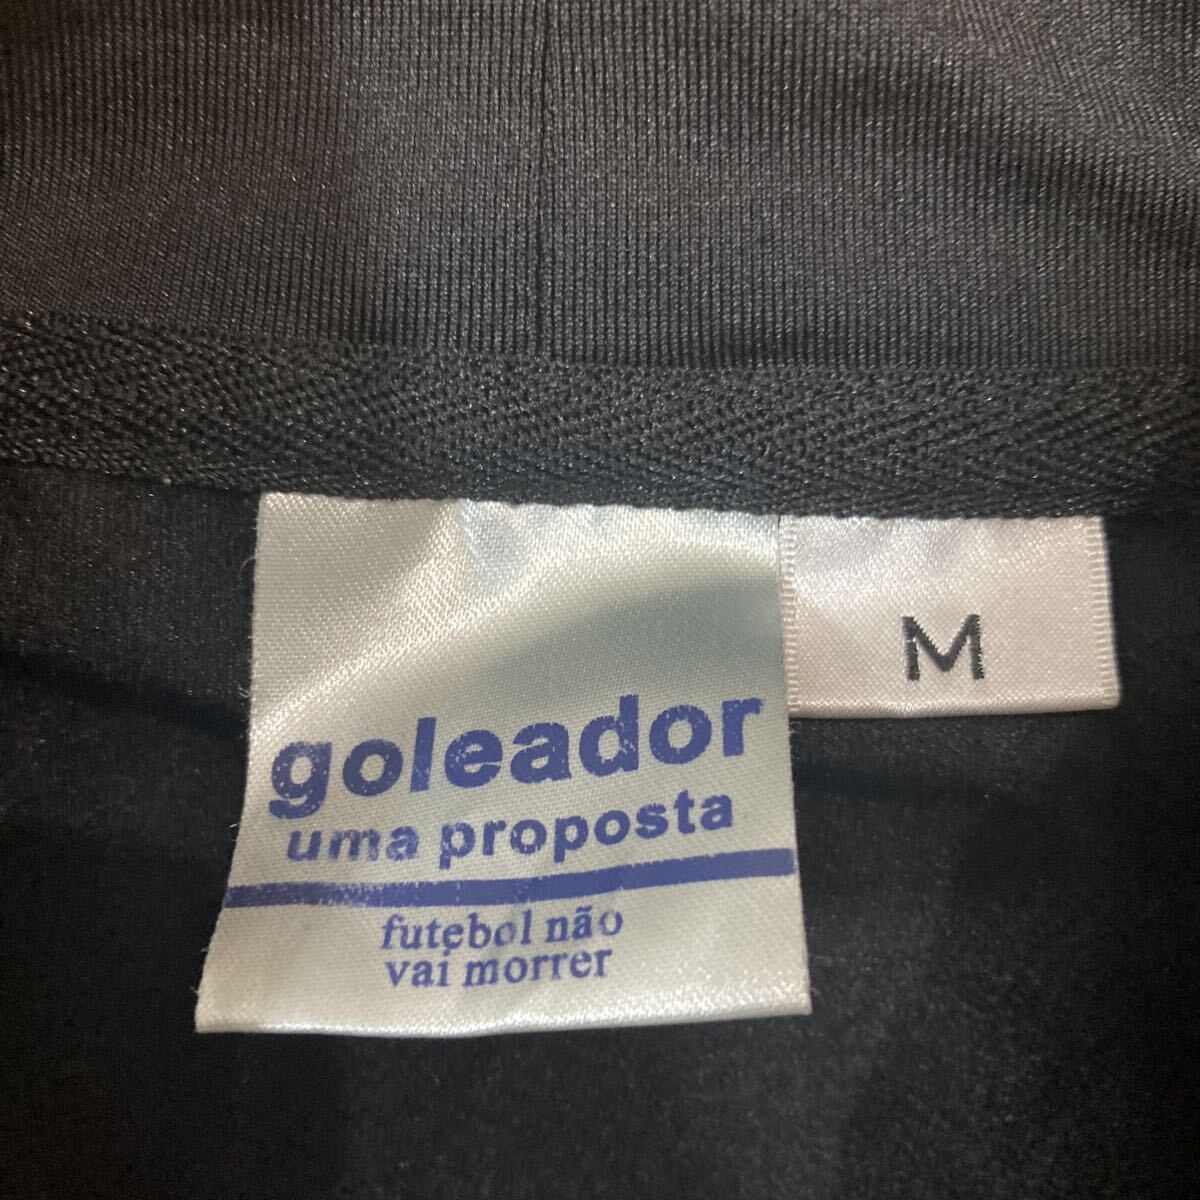 goleador
uma proposta
futebol não
vai morrer
M